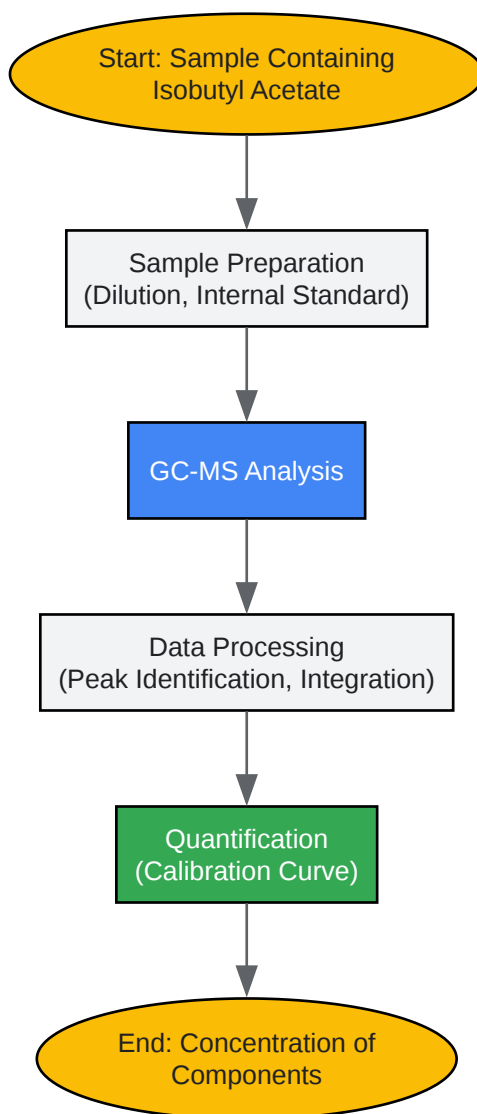 Start: Sample Containing
Isobutyl Acetate
Sample Preparation
(Dilution, Internal Standard)
GC-MS Analysis
Data Processing
(Peak Identification, Integration)
Quantification
(Calibration Curve)
End: Concentration of
Components